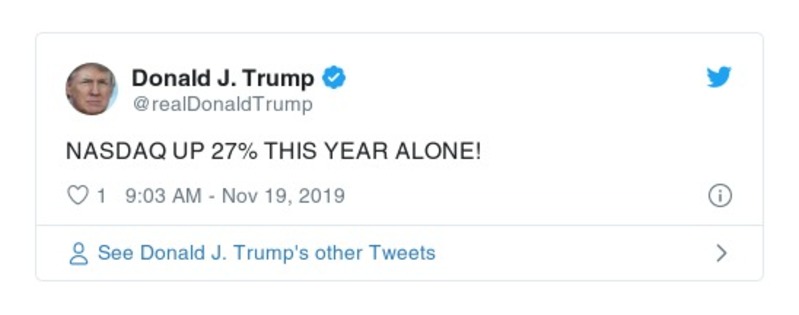 Donald J. Trump
@realDonaldTrump
NASDAQ UP 27% THIS YEAR ALONE!
1 9:03 AM - Nov 19, 2019
See Donald J. Trump's other Tweets